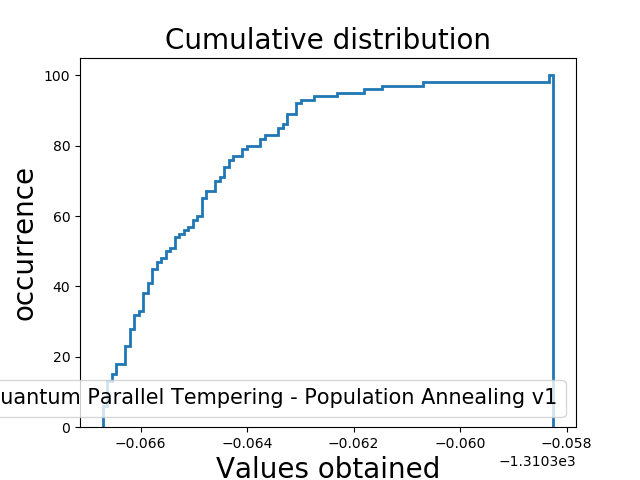 Cumulative distribution
100
80
60
40
20
0
occurrence
uantum Parallel Tempering - Population Annealing v1
−0.066 −0.064 −0.062 −0.060 −0.058
−1.3103e3
Values obtained